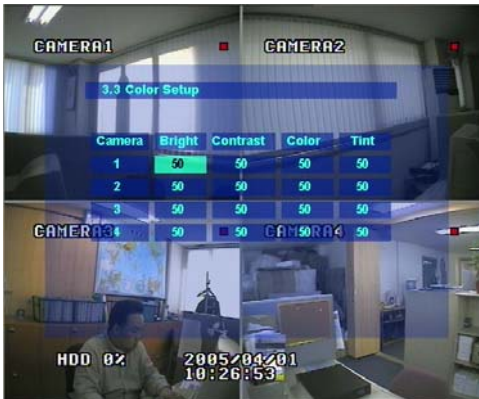 CAMERA1 CAMERA2
3.3 Color Setup
Camera Bright Contrast Color Tint
1 50 50 50 50
2 50 50 50 50
3 50 50 50 50
CAMERA3 CAMERA4
4 50 50 50 50
HDD 0% 2005/04/01
10:26:53